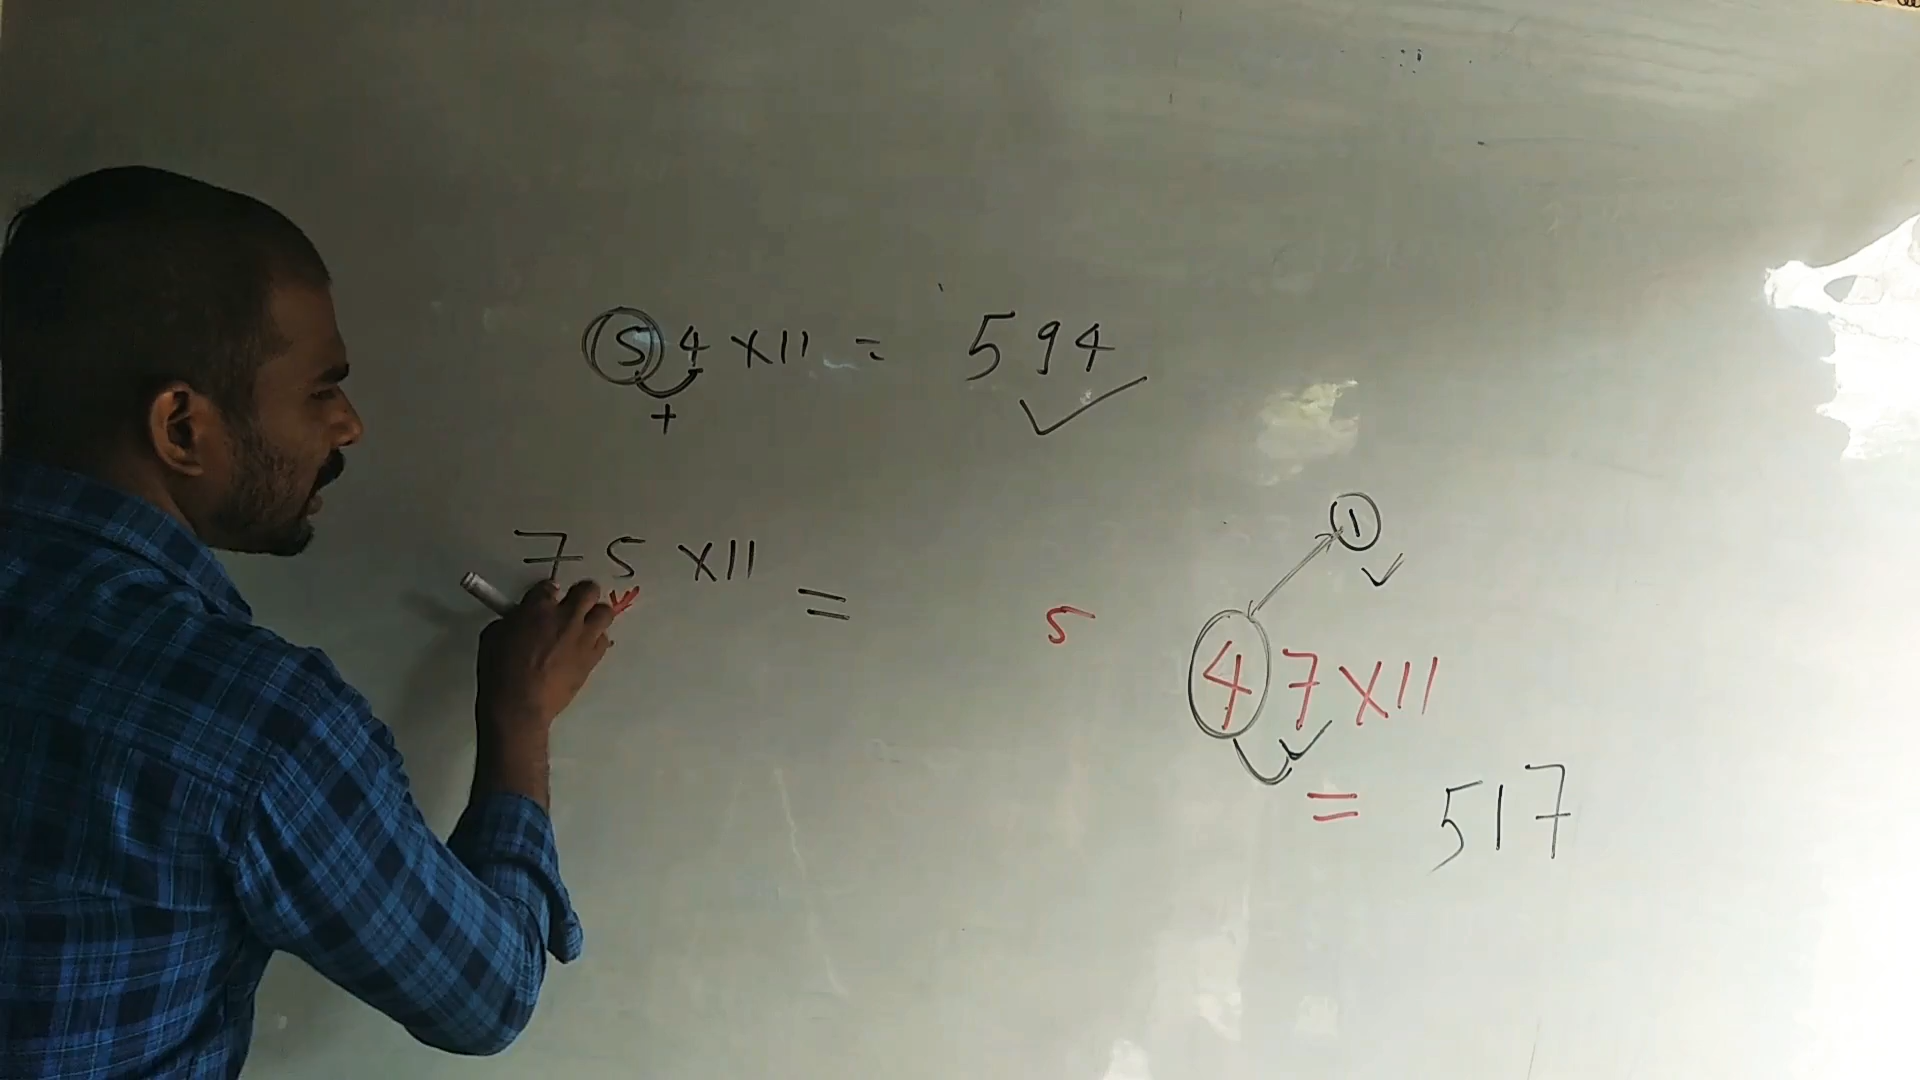 54 x 11 = 594
+
75 x 11 = 5
1
47 x 11
= 517